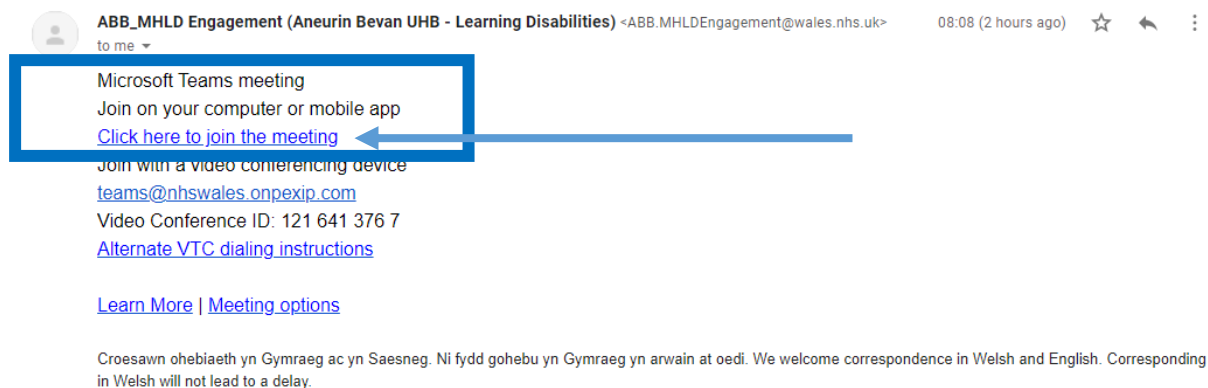 ABB_MHLD Engagement (Aneurin Bevan UHB - Learning Disabilities) <ABB.MHLDEngagement@wales.nhs.uk> 08:08 (2 hours ago)
to me
Microsoft Teams meeting
Join on your computer or mobile app
Click here to join the meeting
Join with a video conferencing device
teams@nhswales.onpexip.com
Video Conference ID: 121 641 376 7
Alternate VTC dialing instructions
Learn More | Meeting options
Croesawn ohebiaeth yn Gymraeg ac yn Saesneg. Ni fydd gohebu yn Gymraeg yn arwain at oedi. We welcome correspondence in Welsh and English. Corresponding
in Welsh will not lead to a delay.